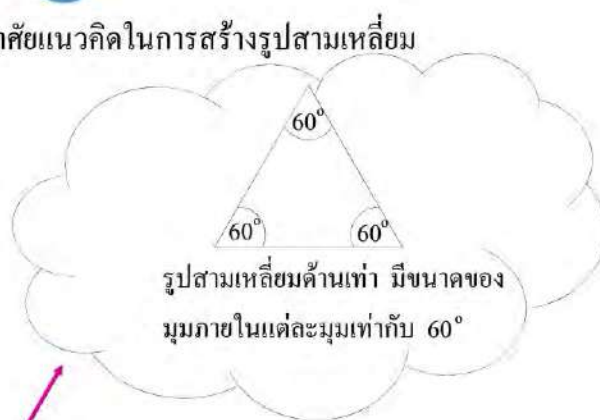 ศัยแนวคิดในการสร้างรูปสามเหลี่ยม
60°
60° 60°
รูปสามเหลี่ยมด้านเท่า มีขนาดของ
มุมภายในแต่ละมุมเท่ากับ 60°